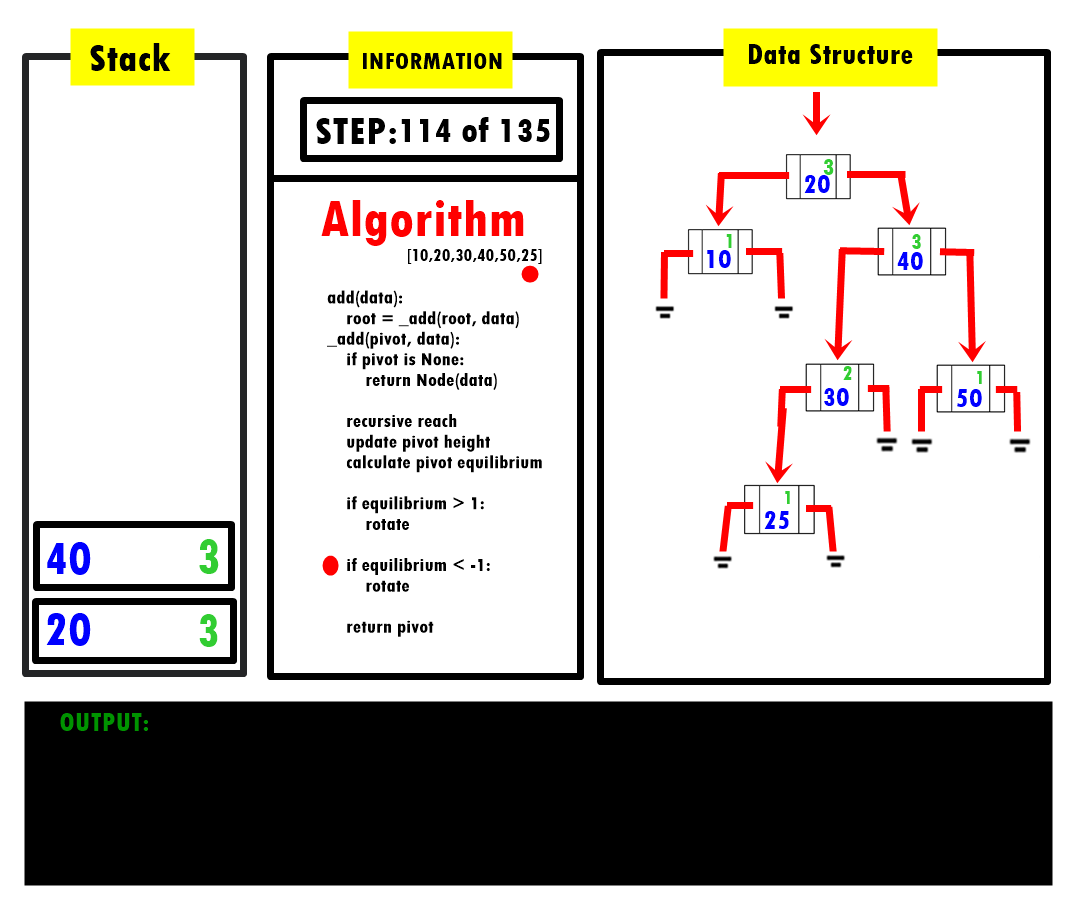 Stack
40 3
20 3
INFORMATION
STEP:114 of 135
Algorithm
[10,20,30,40,50,25]
add(data):
root = _add(root, data)
_add(pivot, data):
if pivot is None:
return Node(data)
recursive reach
update pivot height
calculate pivot equilibrium
if equilibrium > 1:
rotate
if equilibrium < -1:
rotate
return pivot
Data Structure
3
20
1
10
3
40
2
30
1
50
1
25
OUTPUT: